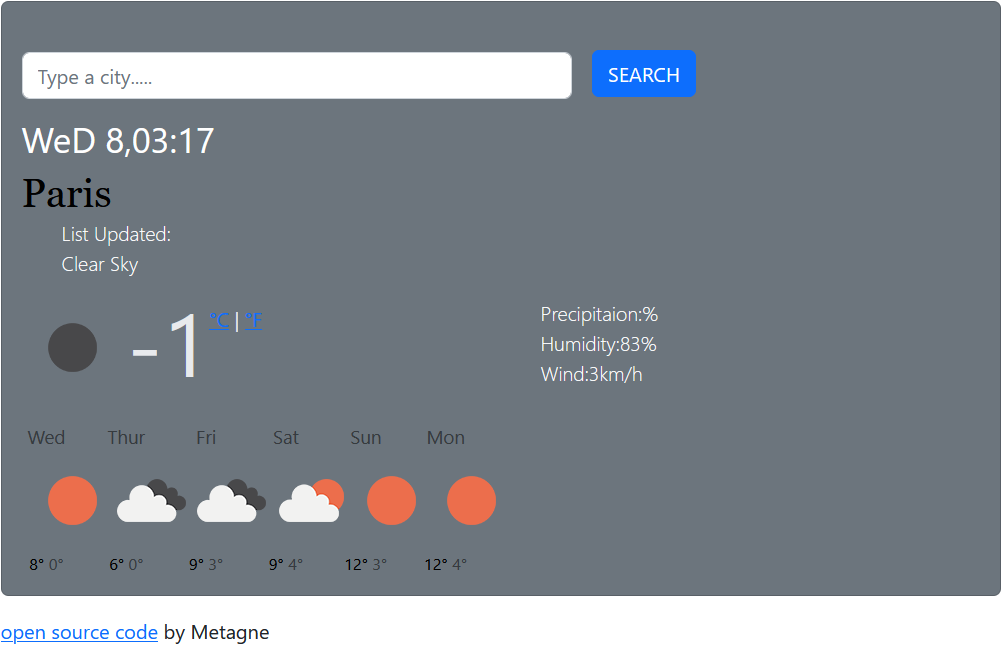 Type a city.....
SEARCH
WeD 8,03:17
Paris
List Updated:
Clear Sky
-1 °C | °F
Precipitaion:%
Humidity:83%
Wind:3km/h
Wed Thur Fri Sat Sun Mon
8° 0° 6° 0° 9° 3° 9° 4° 12° 3° 12° 4°
open source code by Metagne